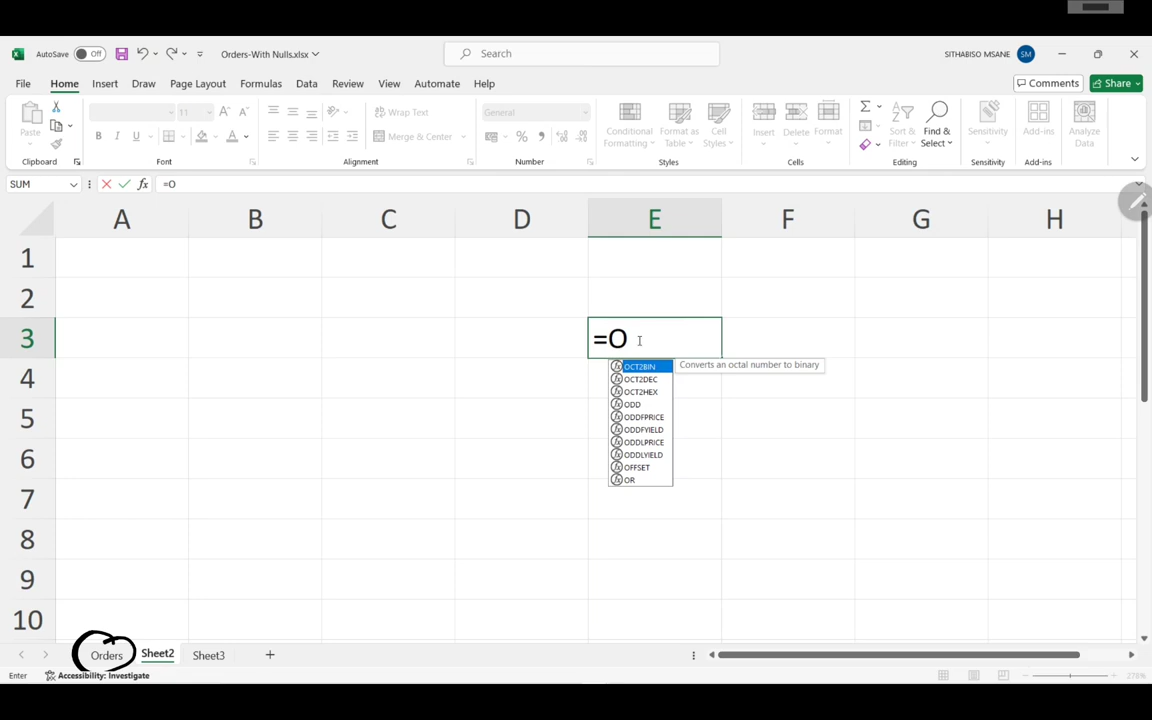 AutoSave Off Orders-With Nulls.xlsx Search SITHABISO MSANE SM
File Home Insert Draw Page Layout Formulas Data Review View Automate Help Comments Share
Paste 11 A A B I U A Wrap Text Merge & Center General % Conditional Formatting Format as Table Cell Styles Insert Delete Format Sort & Filter Find & Select Sensitivity Add-ins Analyze Data
Clipboard Font Alignment Number Styles Cells Editing Sensitivity Add-ins
SUM fx =O
A B C D E F G H
1
2
3 =O
OCT2BIN Converts an octal number to binary
4
OCT2DEC
OCT2HEX
ODD
5
ODDFPRICE
ODDFYIELD
ODDLPRICE
6
ODDLYIELD
OFFSET
OR
7
8
9
10
Orders Sheet2 Sheet3 +
Enter Accessibility: Investigate 278%